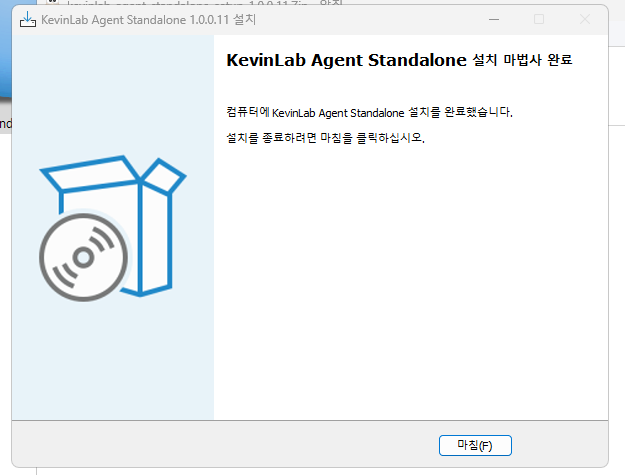 KevinLab Agent Standalone 1.0.0.11 설치
nd
KevinLab Agent Standalone 설치 마법사 완료
컴퓨터에 KevinLab Agent Standalone 설치를 완료했습니다.
설치를 종료하려면 마침을 클릭하십시오.
마침(F)